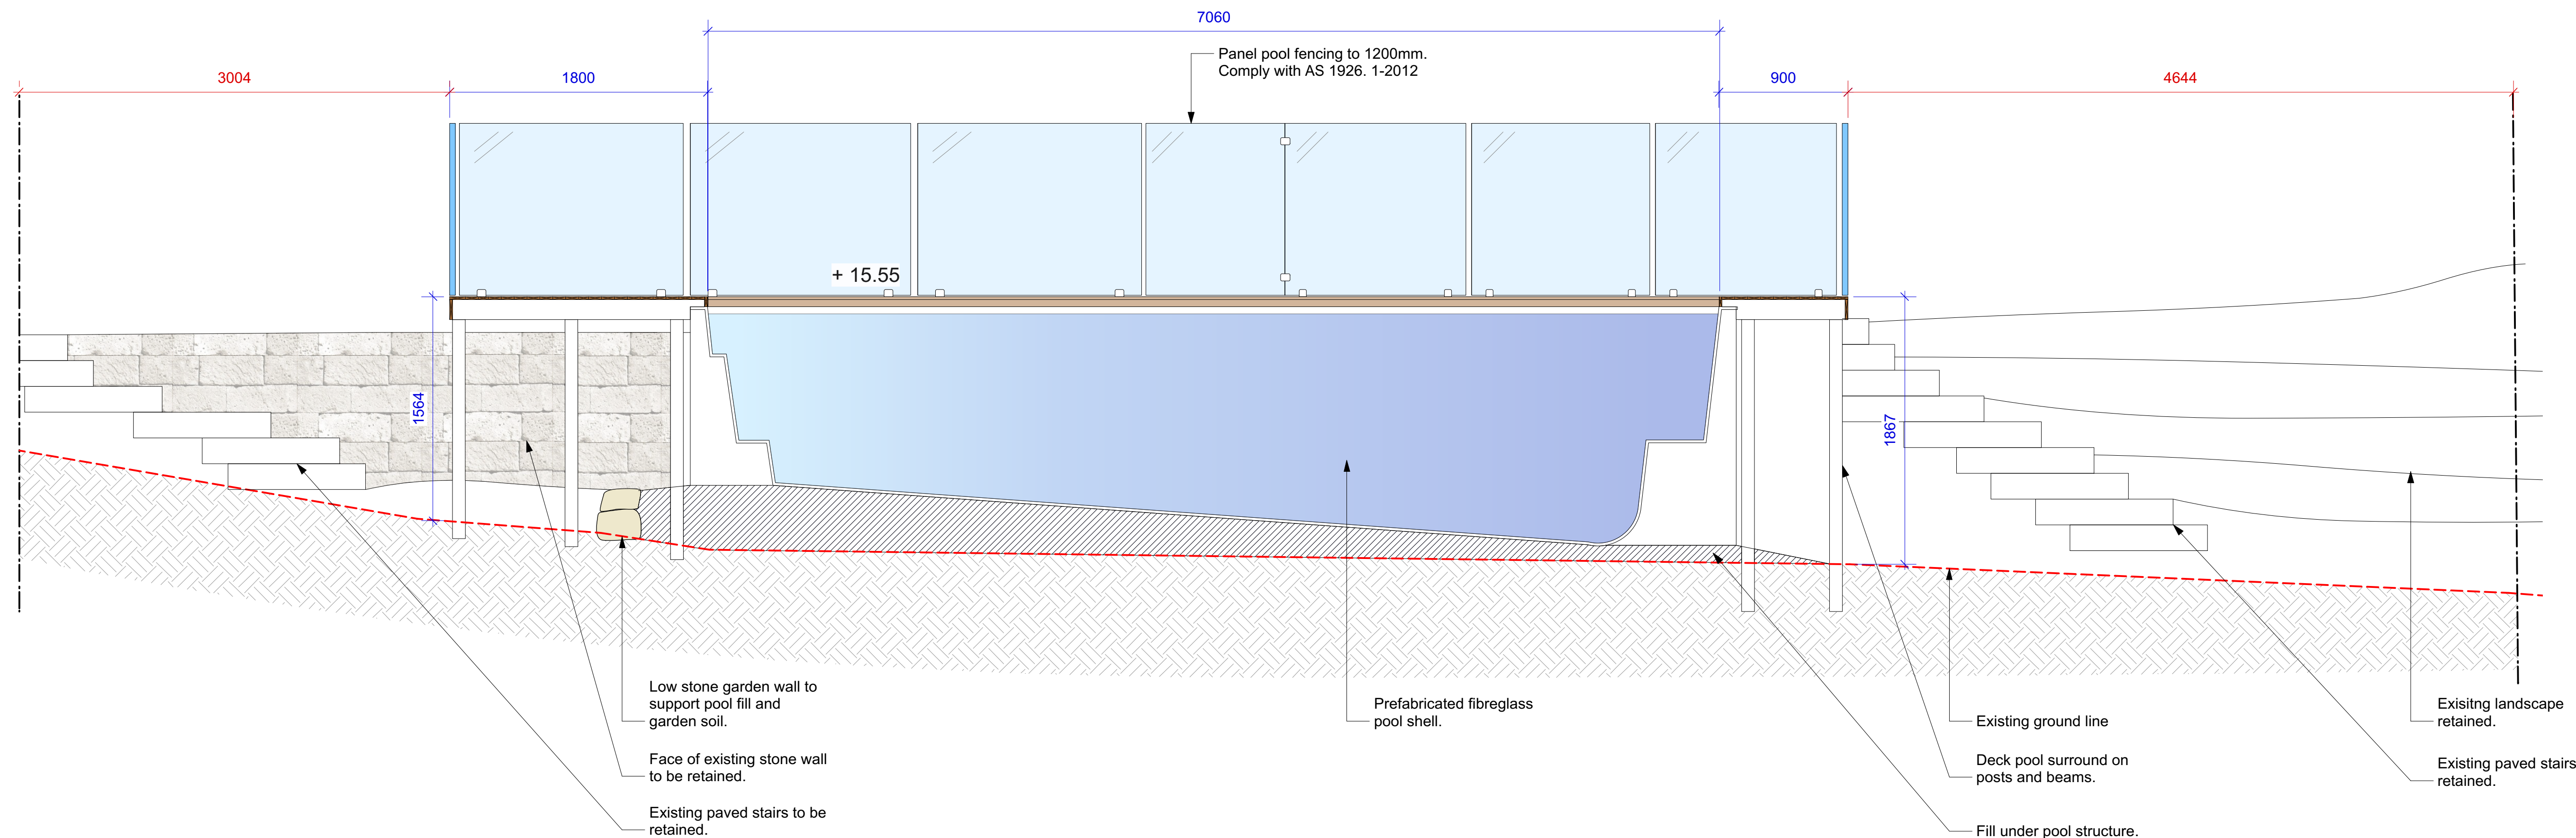 7060
Panel pool fencing to 1200mm.
Comply with AS 1926. 1-2012
3004
1800
900
4644
+ 15.55
1564
1867
Low stone garden wall to
support pool fill and
garden soil.
Face of existing stone wall
to be retained.
Existing paved stairs to be
retained.
Prefabricated fibreglass
pool shell.
Existing ground line
Deck pool surround on
posts and beams.
Fill under pool structure.
Exisitng landscape
retained.
Existing paved stairs
retained.